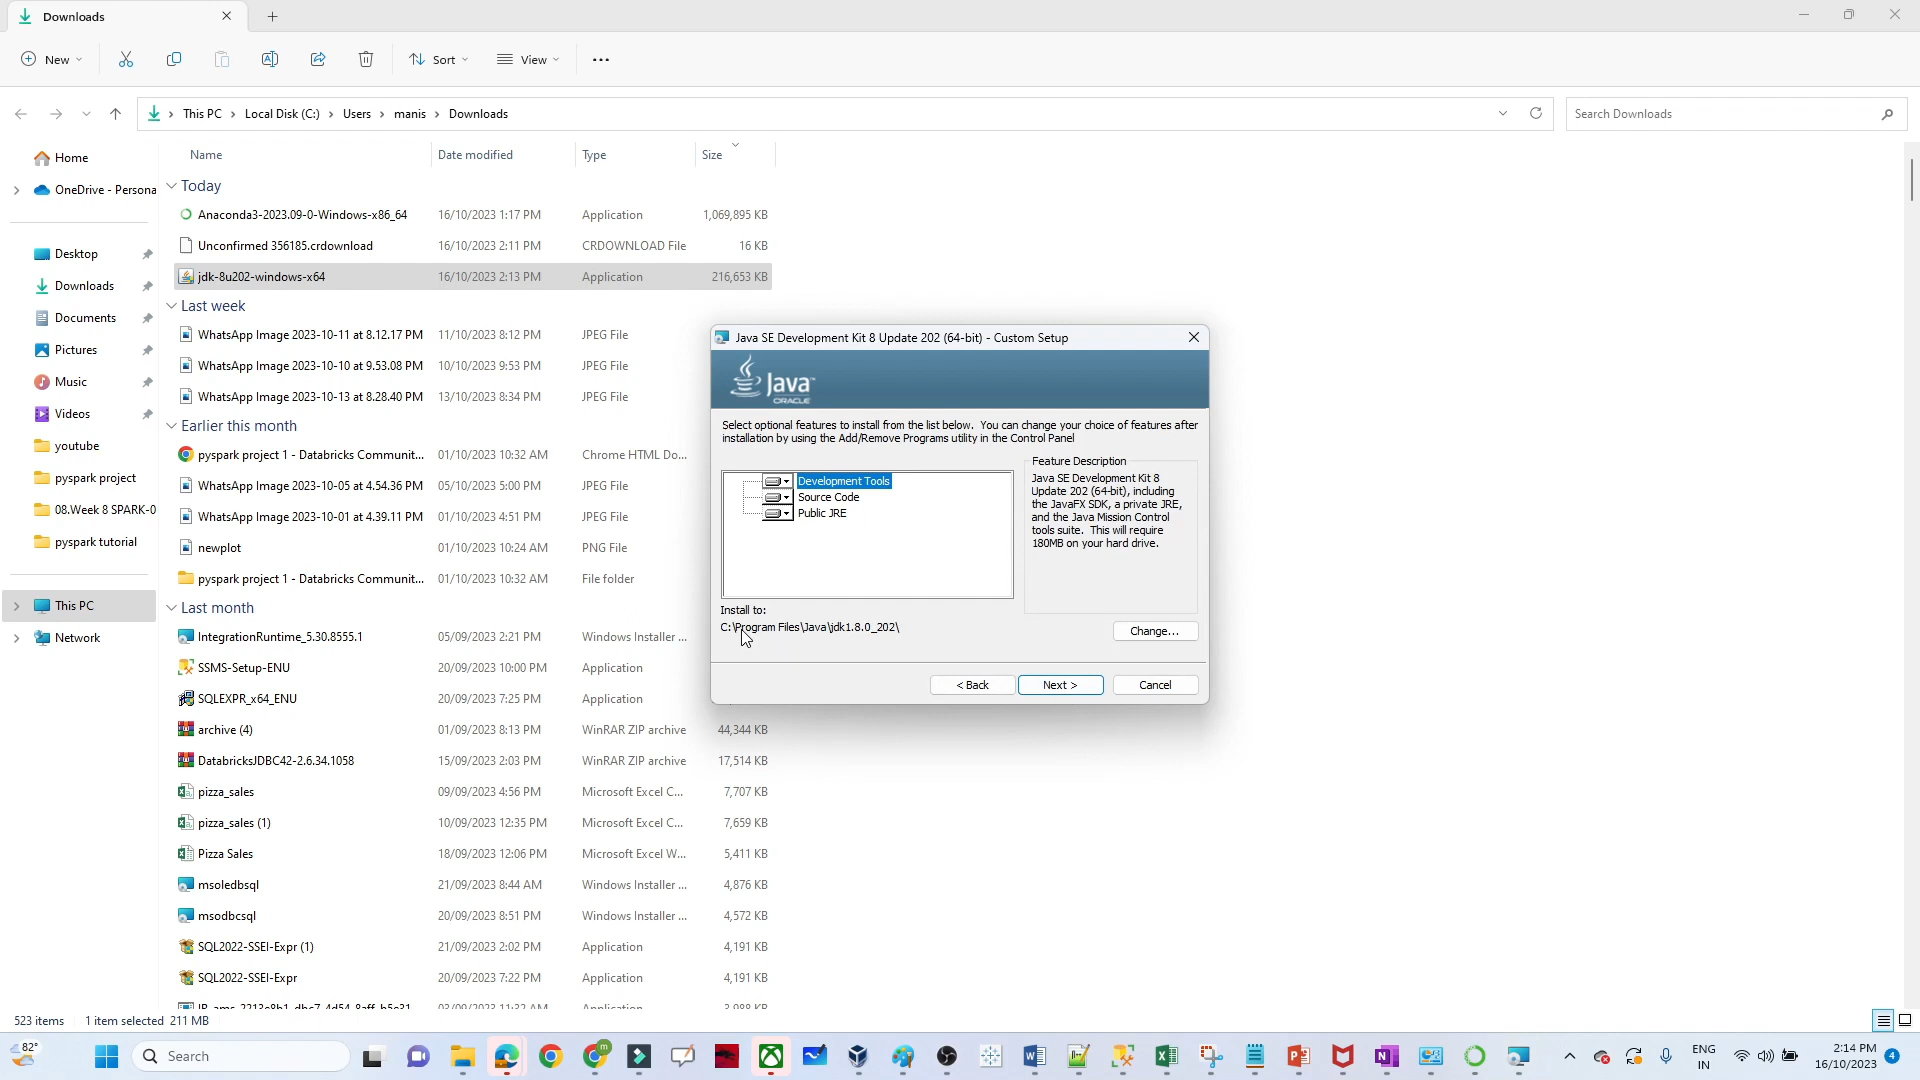 Downloads
New
Sort
View
This PC
Local Disk (C:)
Users
manis
Downloads
Search Downloads
Home
OneDrive - Persona
Desktop
Downloads
Documents
Pictures
Music
Videos
youtube
pyspark project
08.Week 8 SPARK-0
pyspark tutorial
This PC
Network
Name Date modified Type Size
Today
Anaconda3-2023.09-0-Windows-x86_64 16/10/2023 1:17 PM Application 1,069,895 KB
Unconfirmed 356185.crdownload 16/10/2023 2:11 PM CRDOWNLOAD File 16 KB
jdk-8u202-windows-x64 16/10/2023 2:13 PM Application 216,653 KB
Last week
WhatsApp Image 2023-10-11 at 8.12.17 PM 11/10/2023 8:12 PM JPEG File
WhatsApp Image 2023-10-10 at 9.53.08 PM 10/10/2023 9:53 PM JPEG File
WhatsApp Image 2023-10-13 at 8.28.40 PM 13/10/2023 8:34 PM JPEG File
Earlier this month
pyspark project 1 - Databricks Communit... 01/10/2023 10:32 AM Chrome HTML Do...
WhatsApp Image 2023-10-05 at 4.54.36 PM 05/10/2023 5:00 PM JPEG File
WhatsApp Image 2023-10-01 at 4.39.11 PM 01/10/2023 4:51 PM JPEG File
newplot 01/10/2023 10:24 AM PNG File
pyspark project 1 - Databricks Communit... 01/10/2023 10:32 AM File folder
Last month
IntegrationRuntime_5.30.8555.1 05/09/2023 2:21 PM Windows Installer ...
SSMS-Setup-ENU 20/09/2023 10:00 PM Application
SQLEXPR_x64_ENU 20/09/2023 7:25 PM Application
archive (4) 01/09/2023 8:13 PM WinRAR ZIP archive 44,344 KB
DatabricksJDBC42-2.6.34.1058 15/09/2023 2:03 PM WinRAR ZIP archive 17,514 KB
pizza_sales 09/09/2023 4:56 PM Microsoft Excel C... 7,707 KB
pizza_sales (1) 10/09/2023 12:35 PM Microsoft Excel C... 7,659 KB
Pizza Sales 18/09/2023 12:06 PM Microsoft Excel W... 5,411 KB
msoledbsql 21/09/2023 8:44 AM Windows Installer ... 4,876 KB
msodbcsql 20/09/2023 8:51 PM Windows Installer ... 4,572 KB
SQL2022-SSEI-Expr (1) 21/09/2023 2:02 PM Application 4,191 KB
SQL2022-SSEI-Expr 20/09/2023 7:22 PM Application 4,191 KB
Java SE Development Kit 8 Update 202 (64-bit) - Custom Setup
Java
ORACLE
Select optional features to install from the list below. You can change your choice of features after
installation by using the Add/Remove Programs utility in the Control Panel
Development Tools
Source Code
Public JRE
Feature Description
Java SE Development Kit 8
Update 202 (64-bit), including
the JavaFX SDK, a private JRE,
and the Java Mission Control
tools suite. This will require
180MB on your hard drive.
Install to:
C:\Program Files\Java\jdk1.8.0_202\
Change...
< Back
Next >
Cancel
523 items 1 item selected 211 MB
82°
Search
ENG
IN
2:14 PM
16/10/2023
4